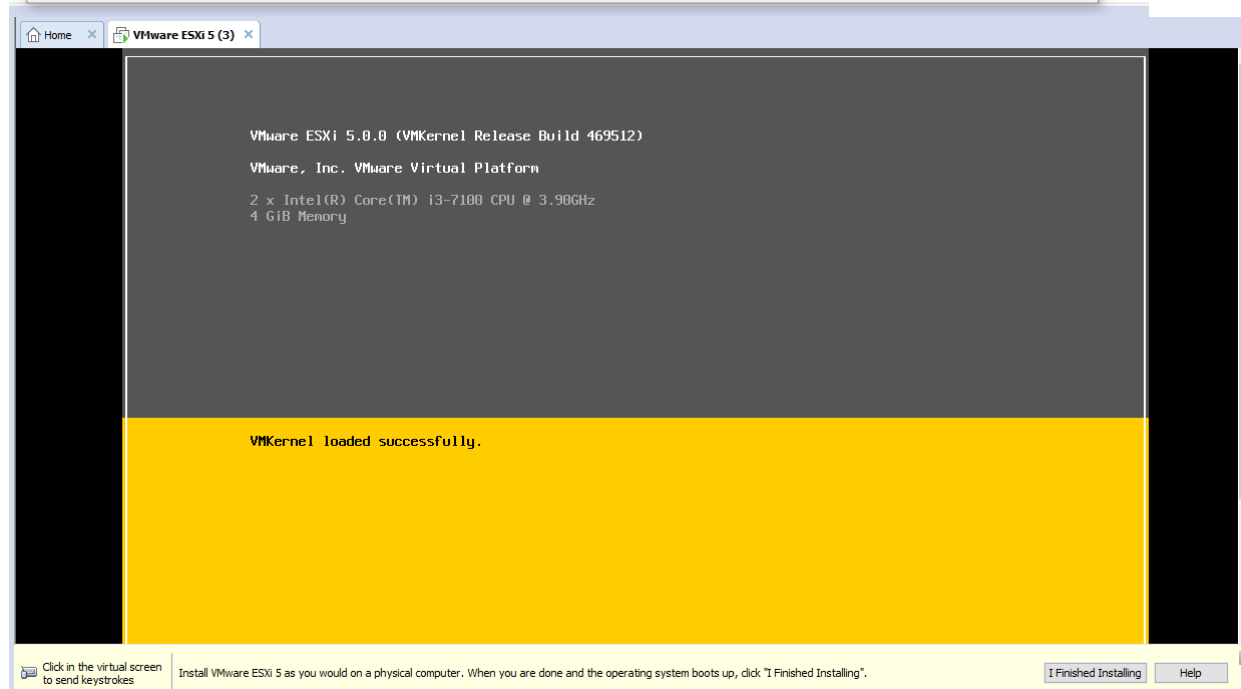 Home × VMware ESXi 5 (3) ×
VMware ESXi 5.0.0 (VMKernel Release Build 469512)
VMware, Inc. VMware Virtual Platform
2 x Intel(R) Core(TM) i3-7100 CPU @ 3.90GHz
4 GiB Memory
VMKernel loaded successfully.
Click in the virtual screen
to send keystrokes
Install VMware ESXi 5 as you would on a physical computer. When you are done and the operating system boots up, click "I Finished Installing".
I Finished Installing
Help